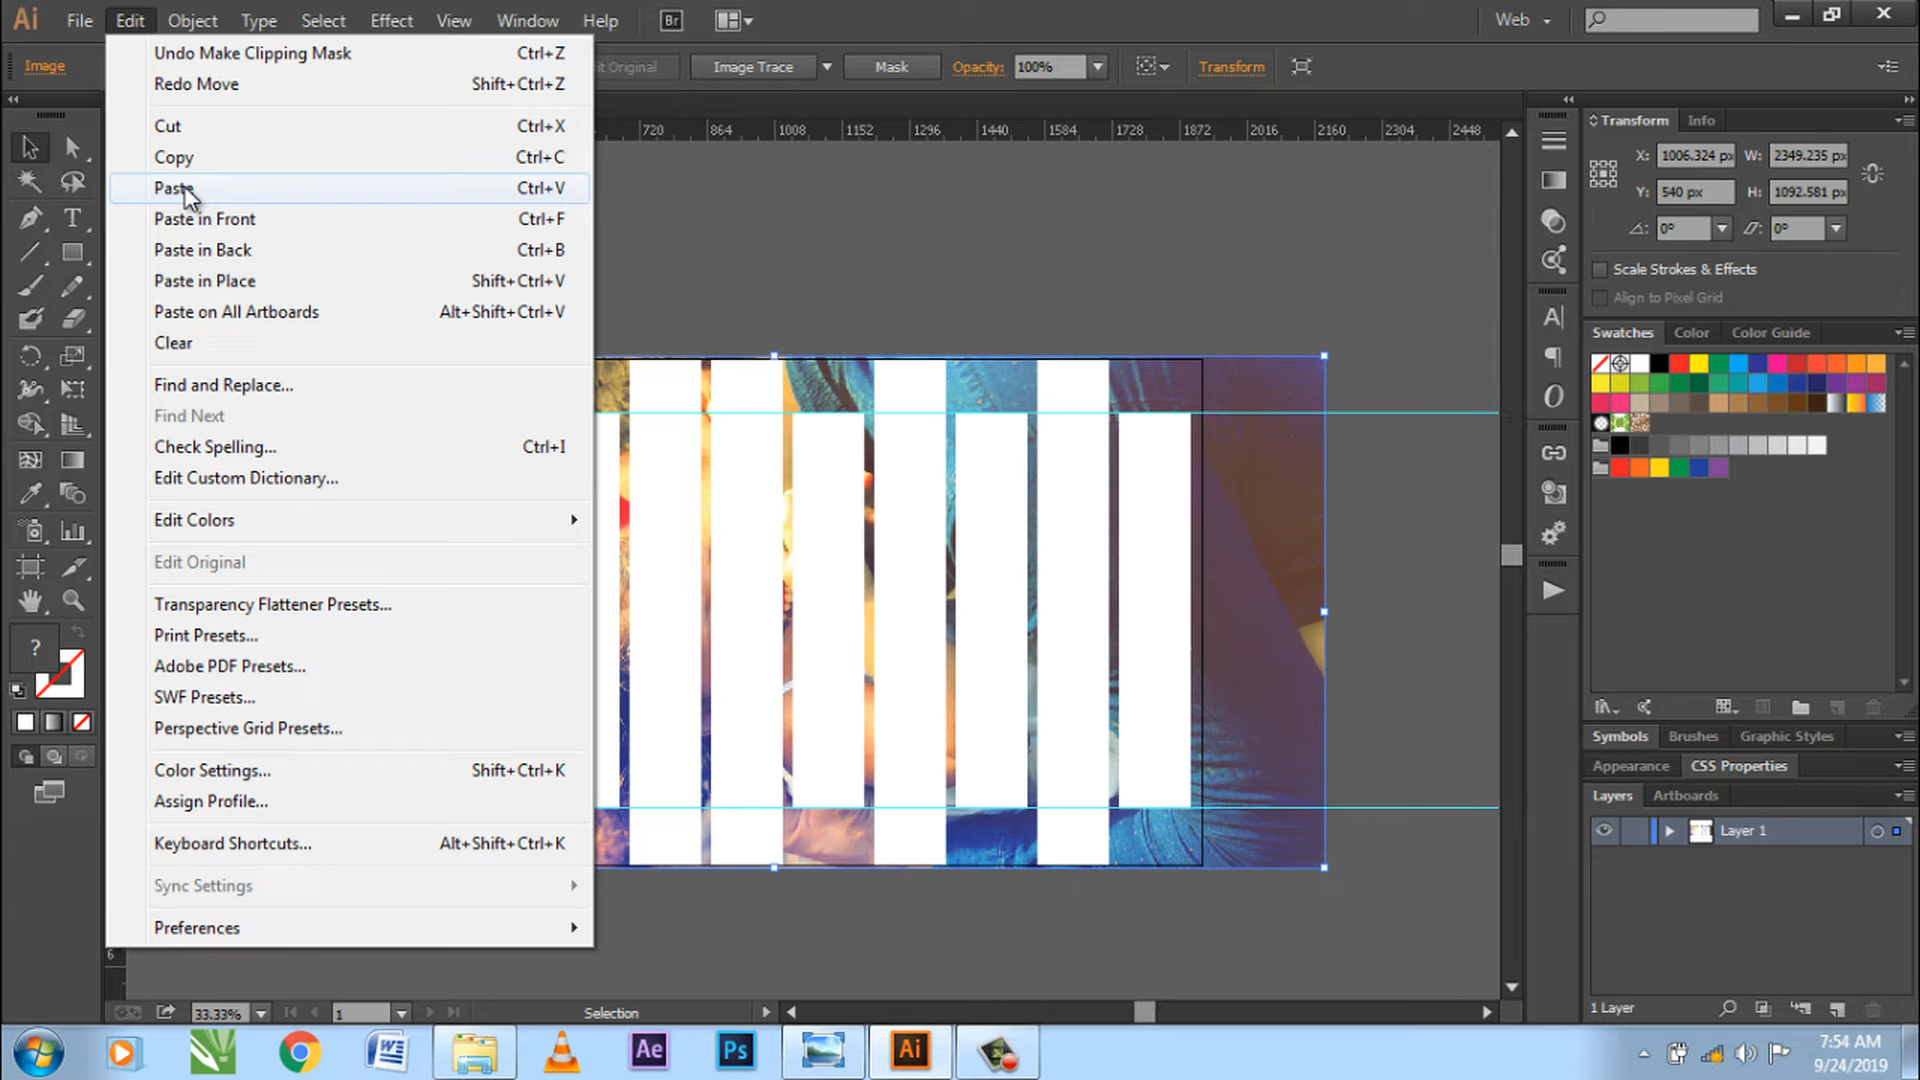 Ai File Edit Object Type Select Effect View Window Help Br Web
Image
Undo Make Clipping Mask Ctrl+Z
Redo Move Shift+Ctrl+Z
Cut Ctrl+X
Copy Ctrl+C
Paste Ctrl+V
Paste in Front Ctrl+F
Paste in Back Ctrl+B
Paste in Place Shift+Ctrl+V
Paste on All Artboards Alt+Shift+Ctrl+V
Clear
Find and Replace...
Find Next
Check Spelling... Ctrl+I
Edit Custom Dictionary...
Edit Colors
Edit Original
Transparency Flattener Presets...
Print Presets...
Adobe PDF Presets...
SWF Presets...
Perspective Grid Presets...
Color Settings... Shift+Ctrl+K
Assign Profile...
Keyboard Shortcuts... Alt+Shift+Ctrl+K
Sync Settings
Preferences
Original Image Trace Mask Opacity: 100% Transform
720 864 1008 1152 1296 1440 1584 1728 1872 2016 2160 2304 2448
Transform Info
X: 1006.324 px W: 2349.235 px
Y: 540 px H: 1092.581 px
0° 0°
Scale Strokes & Effects
Align to Pixel Grid
Swatches Color Color Guide
Symbols Brushes Graphic Styles
Appearance CSS Properties
Layers Artboards
Layer 1
1 Layer
?
6
33.33% 1 Selection
Ae Ps Ai
7:54 AM
9/24/2019